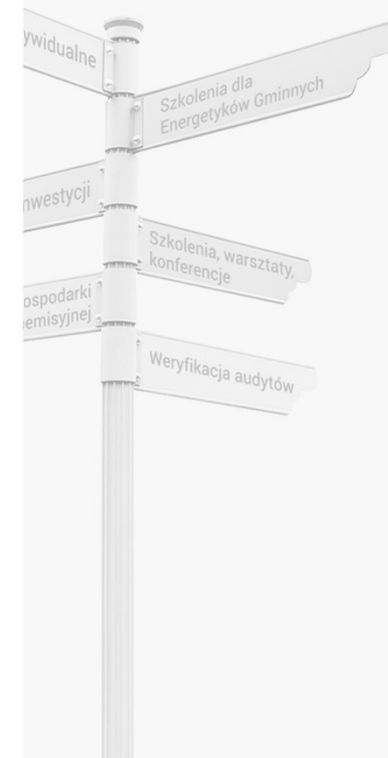 ywidualne
Szkolenia dla
Energetyków Gminnych
nwestycji
Szkolenia, warsztaty,
konferencje
ospodarki
emisyjnej
Weryfikacja audytów